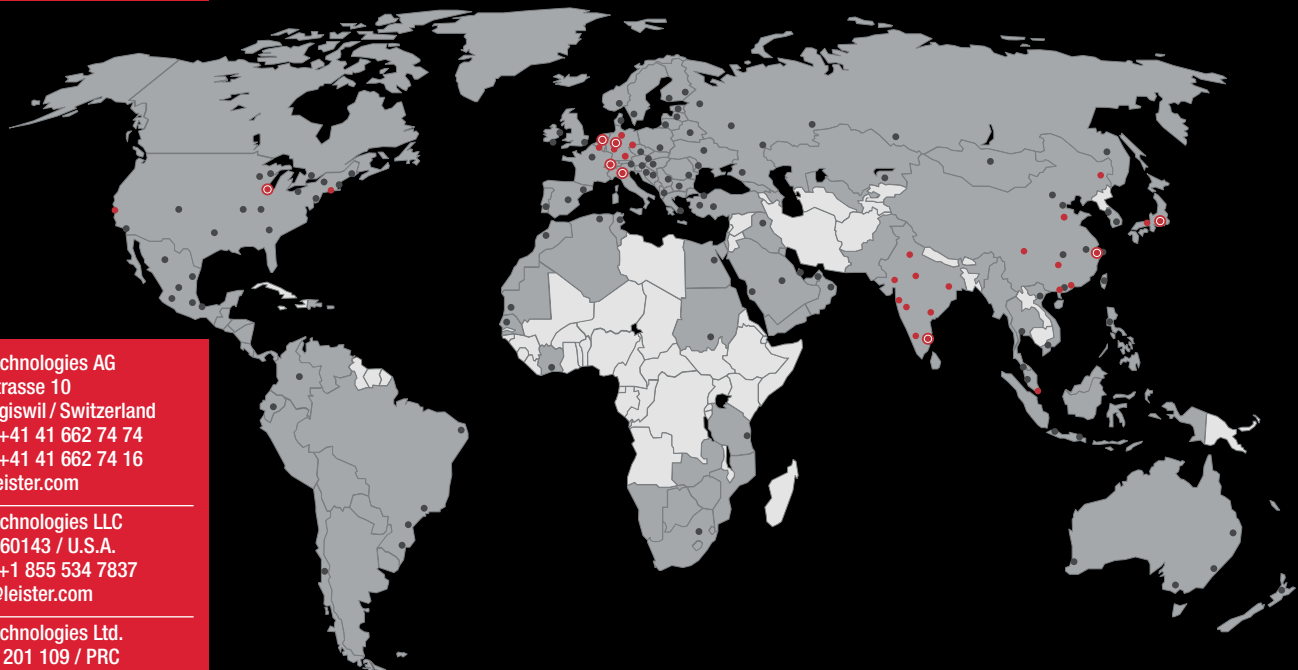 chnologies AG
trasse 10
giswil / Switzerland
+41 41 662 74 74
+41 41 662 74 16
eister.com
chnologies LLC
60143 / U.S.A.
+1 855 534 7837
@leister.com
chnologies Ltd.
201 109 / PRC